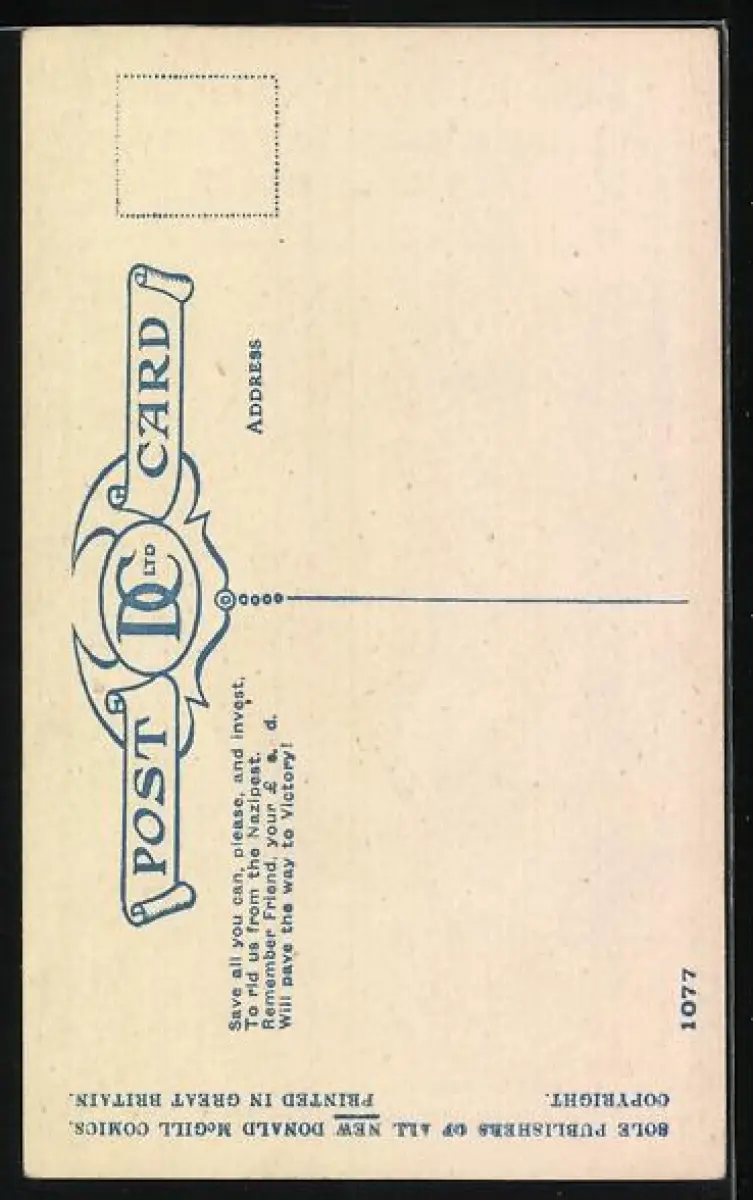 POST CARD
DC LTD
ADDRESS
Save all you can, please, and invest,
To rid us from the Nazipest.
Remember Friend, your £ s. d.
Will pave the way to Victory!
1077
SOLE PUBLISHERS OF ALL NEW DONALD McGILL COMICS.
COPYRIGHT. PRINTED IN GREAT BRITAIN.